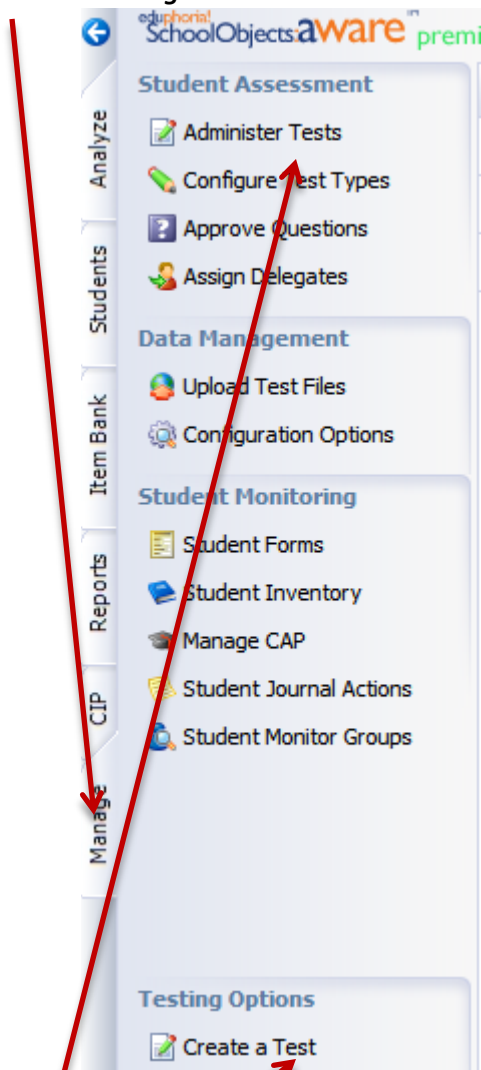 eduphoria!
SchoolObjects:aware premi
Student Assessment
Administer Tests
Configure Test Types
Approve Questions
Assign Delegates
Data Management
Upload Test Files
Configuration Options
Student Monitoring
Student Forms
Student Inventory
Manage CAP
Student Journal Actions
Student Monitor Groups
Testing Options
Create a Test
Analyze
Students
Item Bank
Reports
CIP
Manage